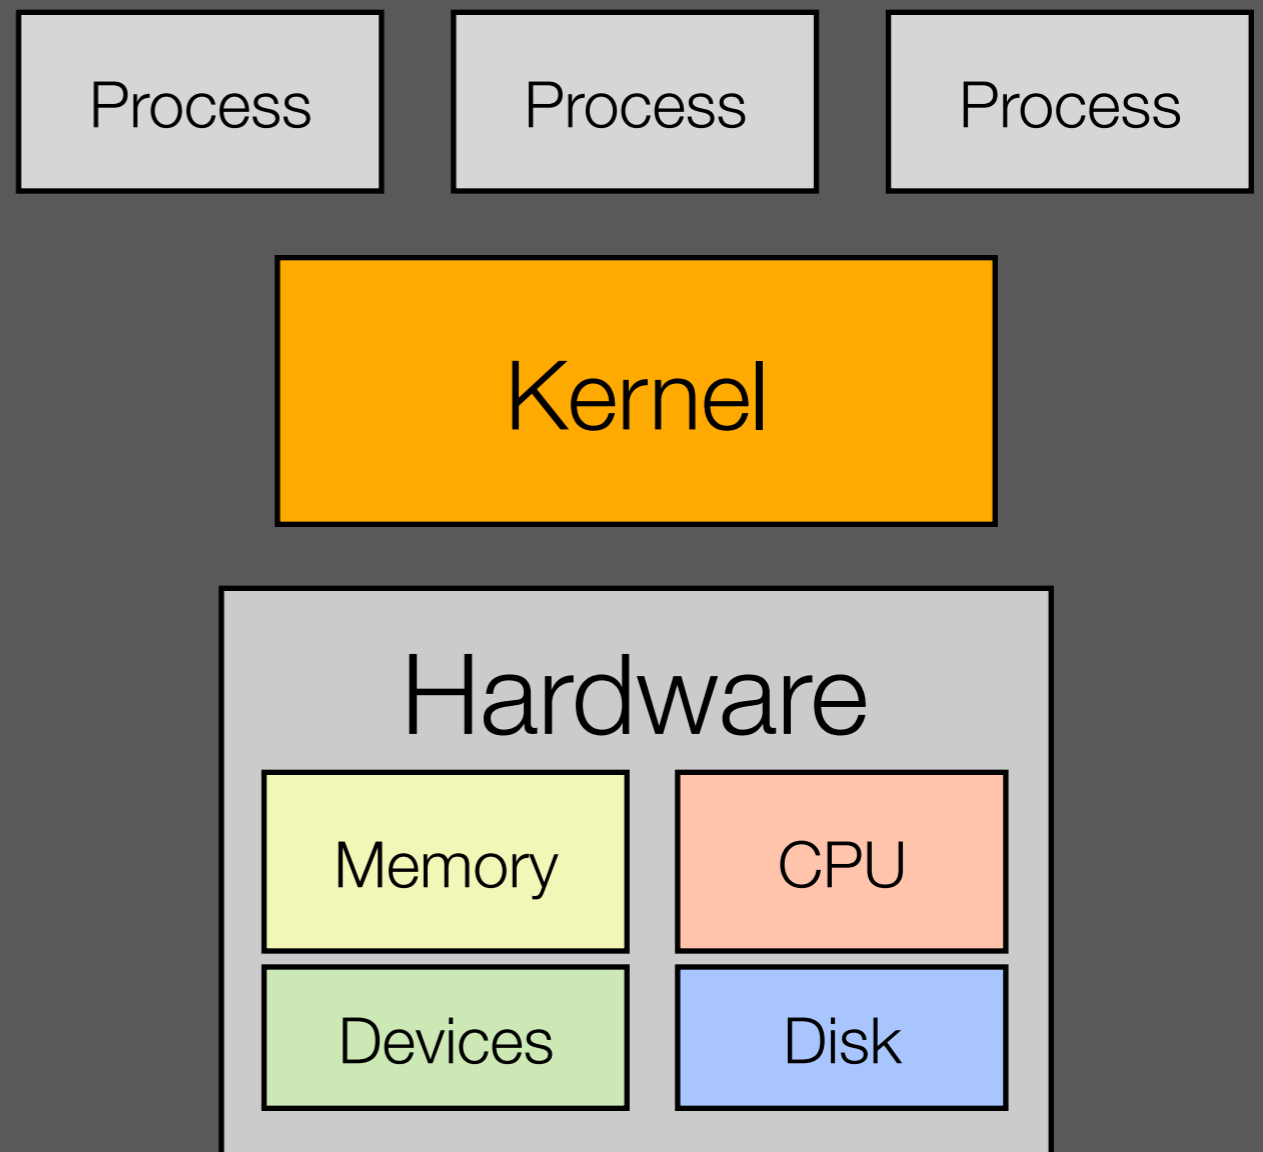 Process
Process
Process
Kernel
Hardware
Memory
CPU
Devices
Disk